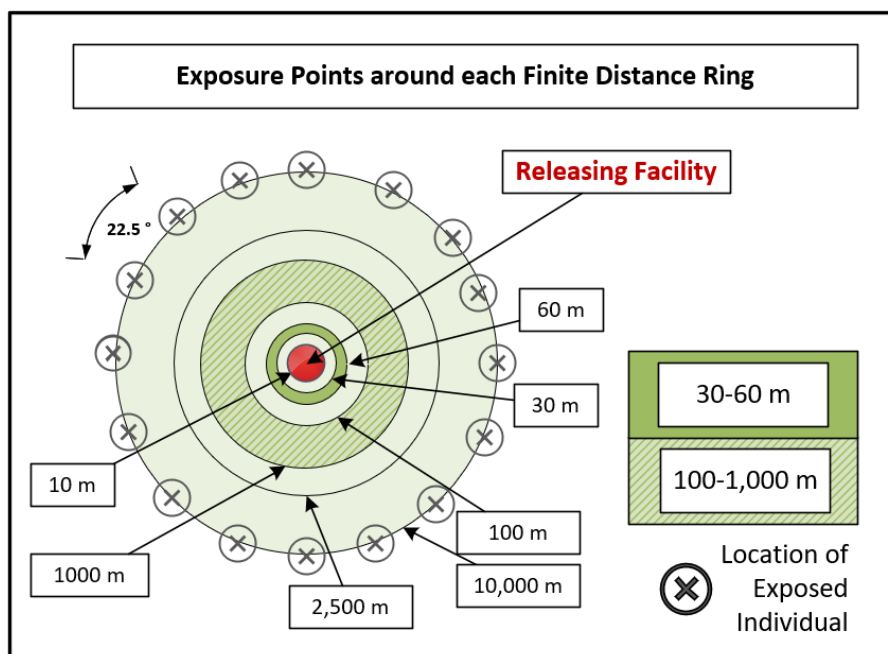 Exposure Points around each Finite Distance Ring
Releasing Facility
22.5 °
60 m
30 m
30-60 m
100-1,000 m
10 m
100 m
1000 m
10,000 m
2,500 m
Location of
Exposed
Individual